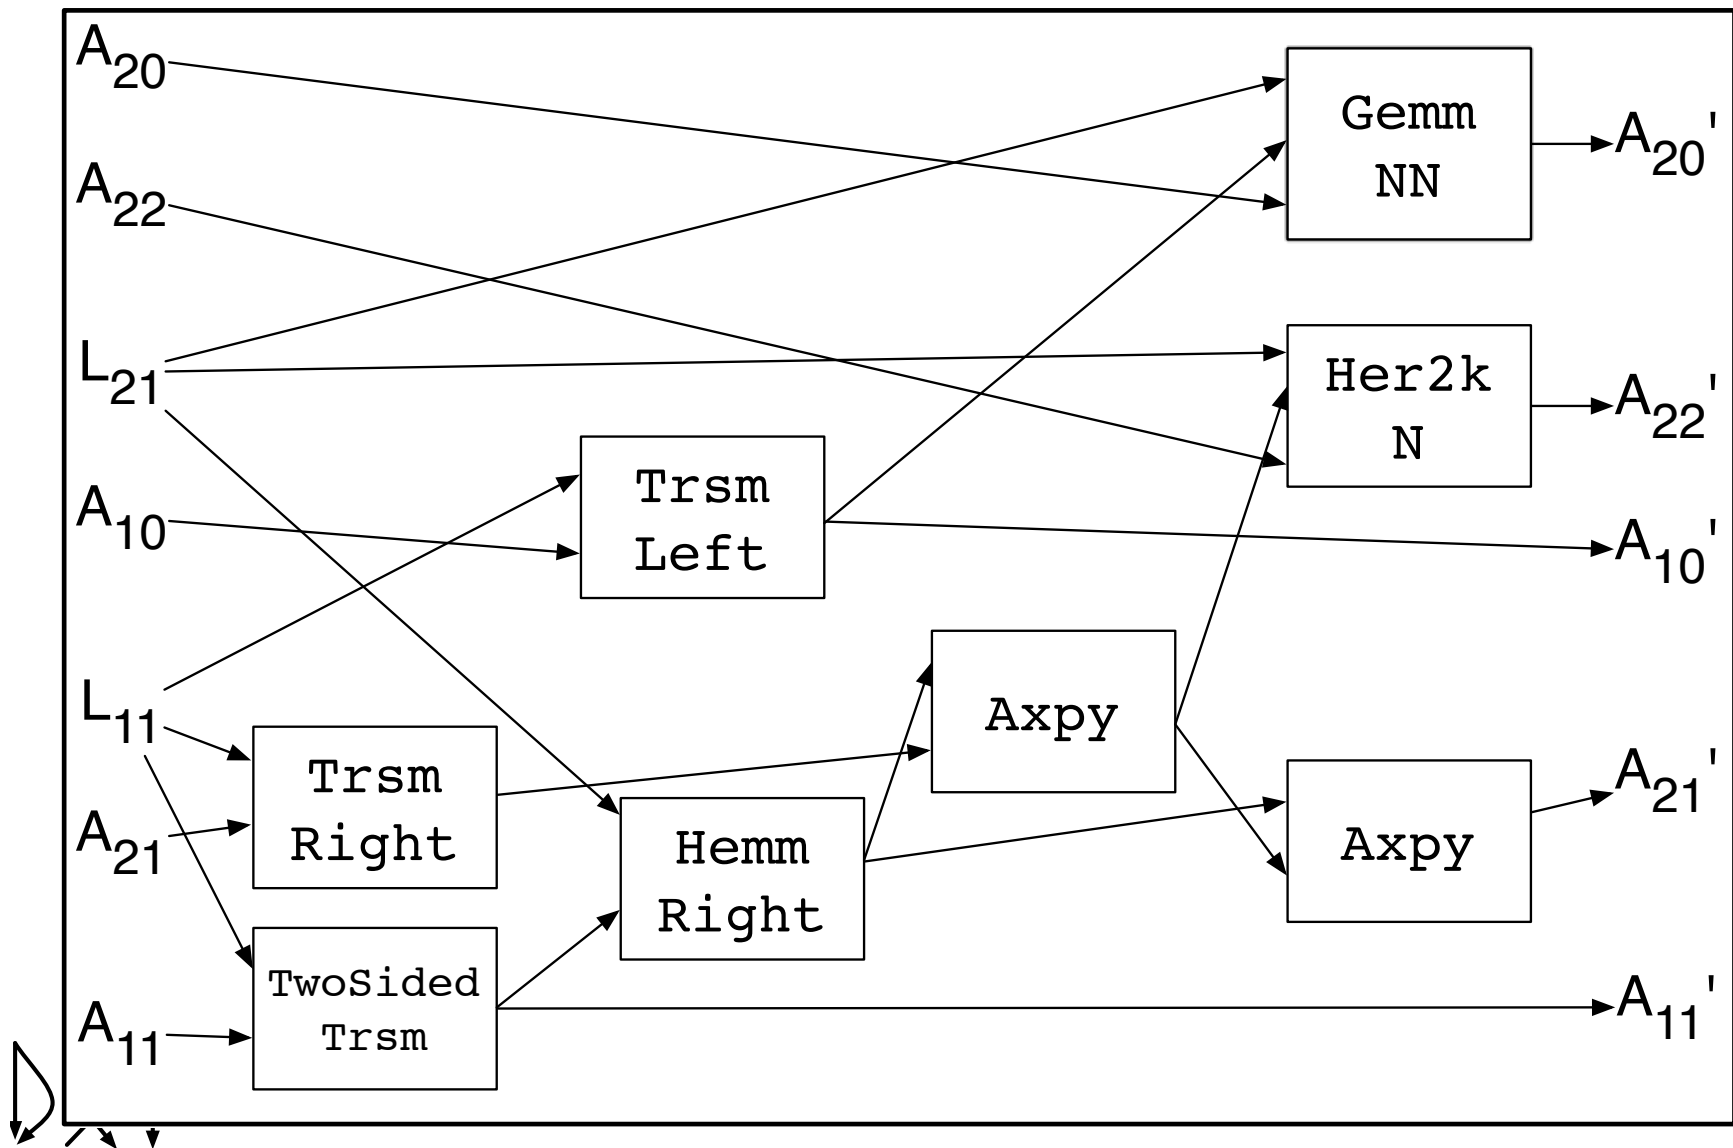 A20
A22
L21
A10
L11
A21
A11
Trsm
Left
Trsm
Right
TwoSided
Trsm
Hemm
Right
Axpy
Gemm
NN
Her2k
N
Axpy
A20'
A22'
A10'
A21'
A11'